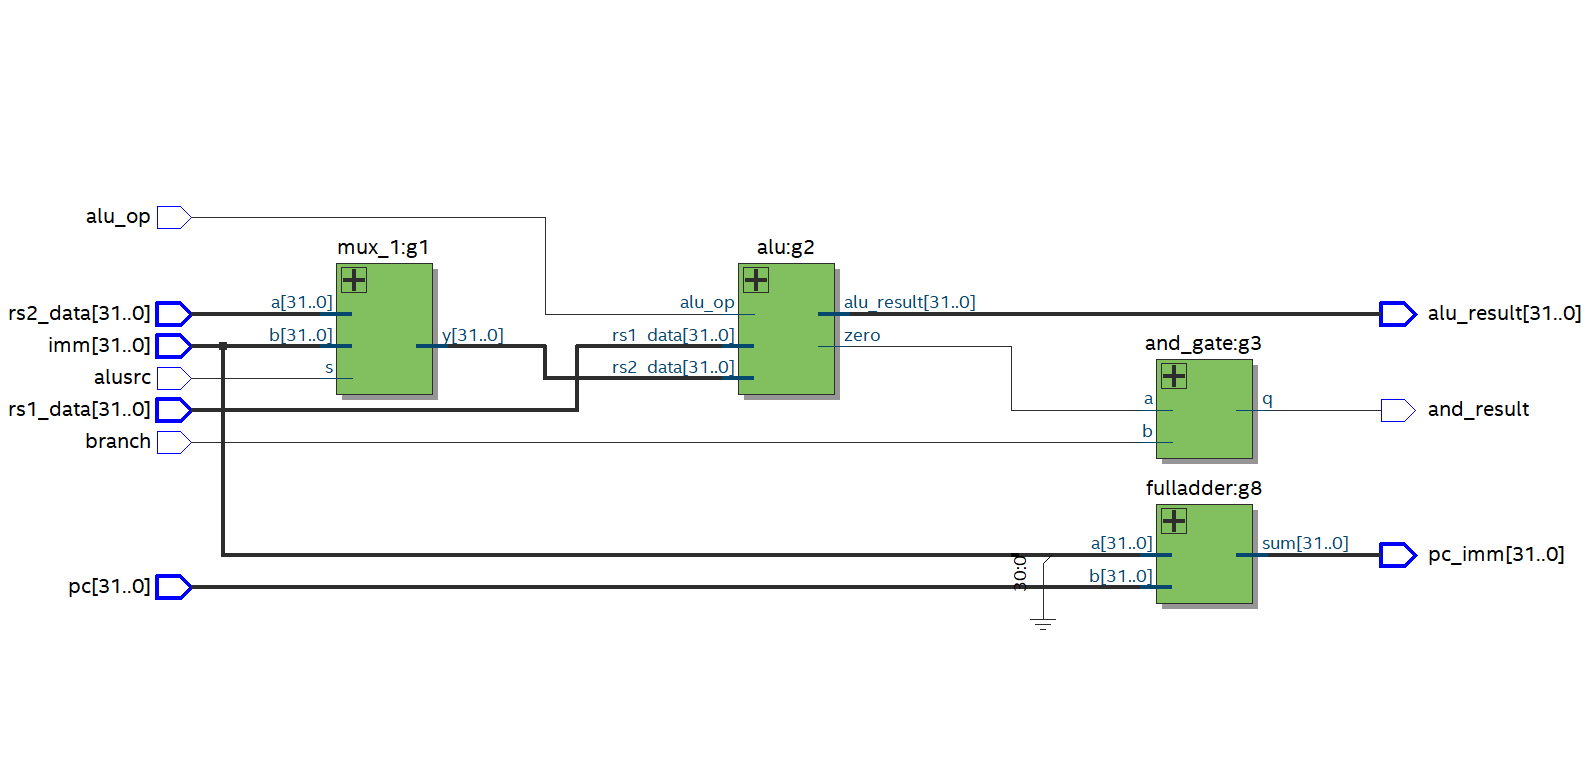 alu_op
mux_1:g1
alu:g2
rs2_data[31..0]
a[31..0]
alu_op
alu_result[31..0]
alu_result[31..0]
imm[31..0]
b[31..0]
y[31..0]
rs1_data[31..0]
zero
and_gate:g3
alusrc
s
rs2_data[31..0]
rs1_data[31..0]
a
q
and_result
branch
b
fulladder:g8
a[31..0]
sum[31..0]
pc_imm[31..0]
30:0
pc[31..0]
b[31..0]